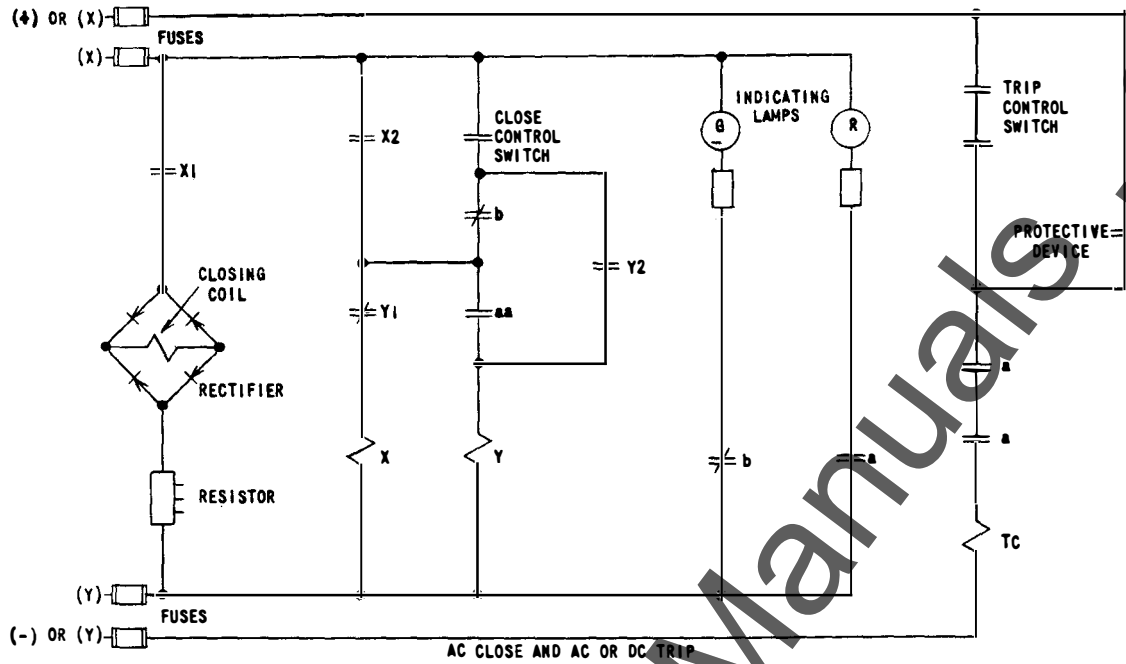 (+) OR (X)
FUSES
(X)
X1
X2
CLOSE
CONTROL
SWITCH
INDICATING
LAMPS
G
R
TRIP
CONTROL
SWITCH
b
Y2
PROTECTIVE
DEVICE
CLOSING
COIL
Y1
aa
RECTIFIER
a
X
Y
b
a
a
RESISTOR
TC
(Y)
FUSES
(-) OR (Y)
AC CLOSE AND AC OR DC TRIP
Manuals